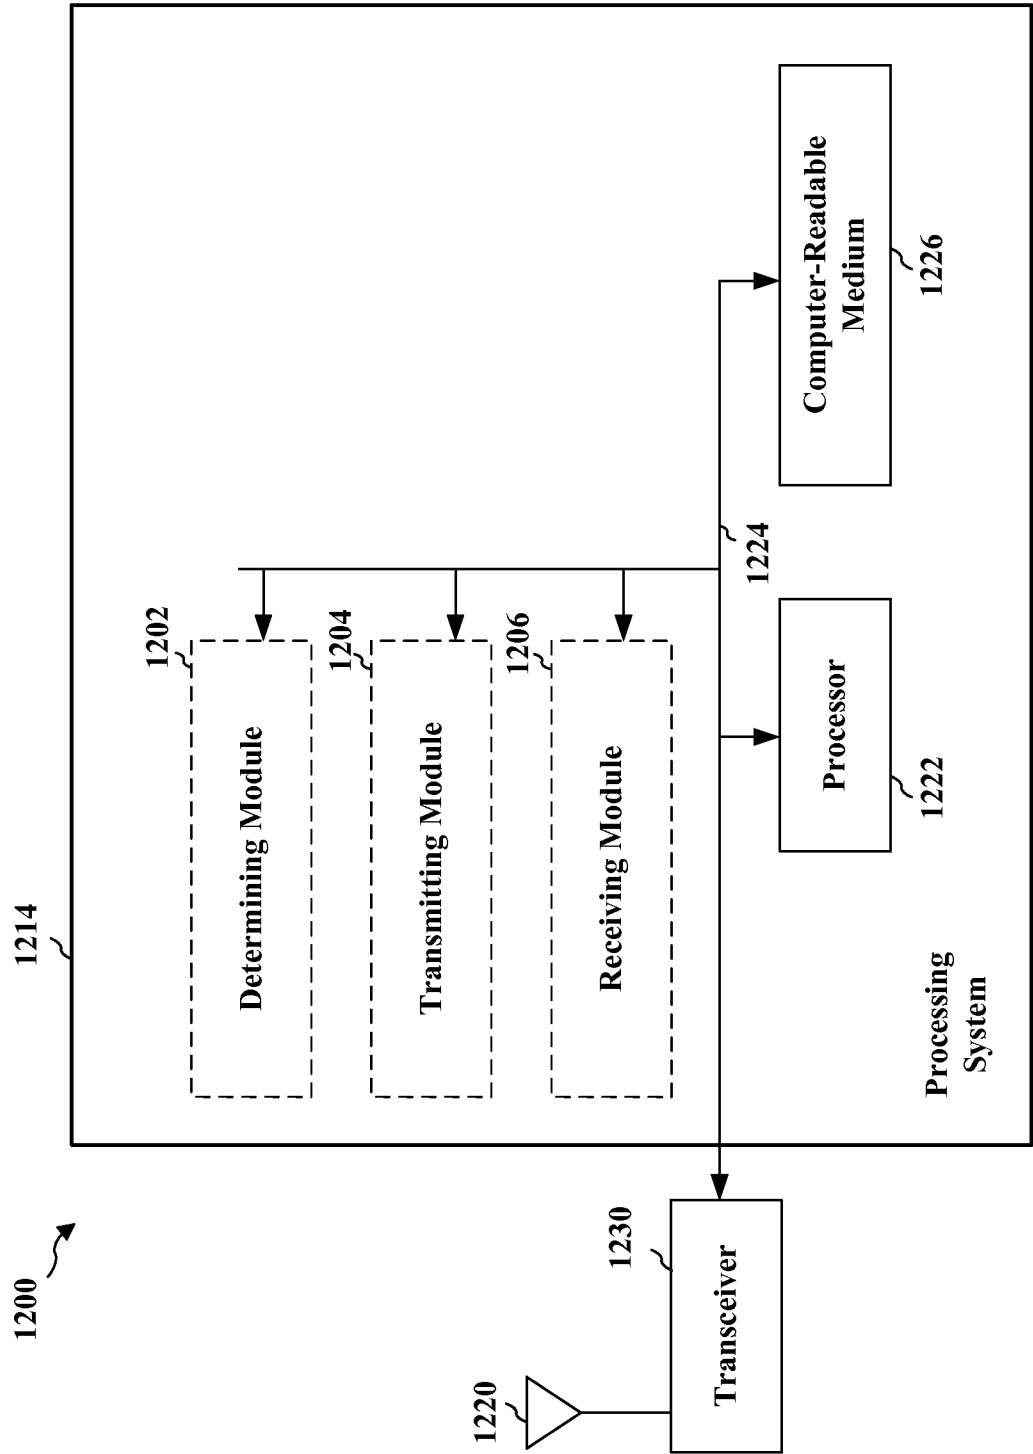 1200
1214
1202
Determining Module
1204
Transmitting Module
1206
Receiving Module
1220
1230
Transceiver
1224
Processor
1222
Computer-Readable
Medium
1226
Processing
System